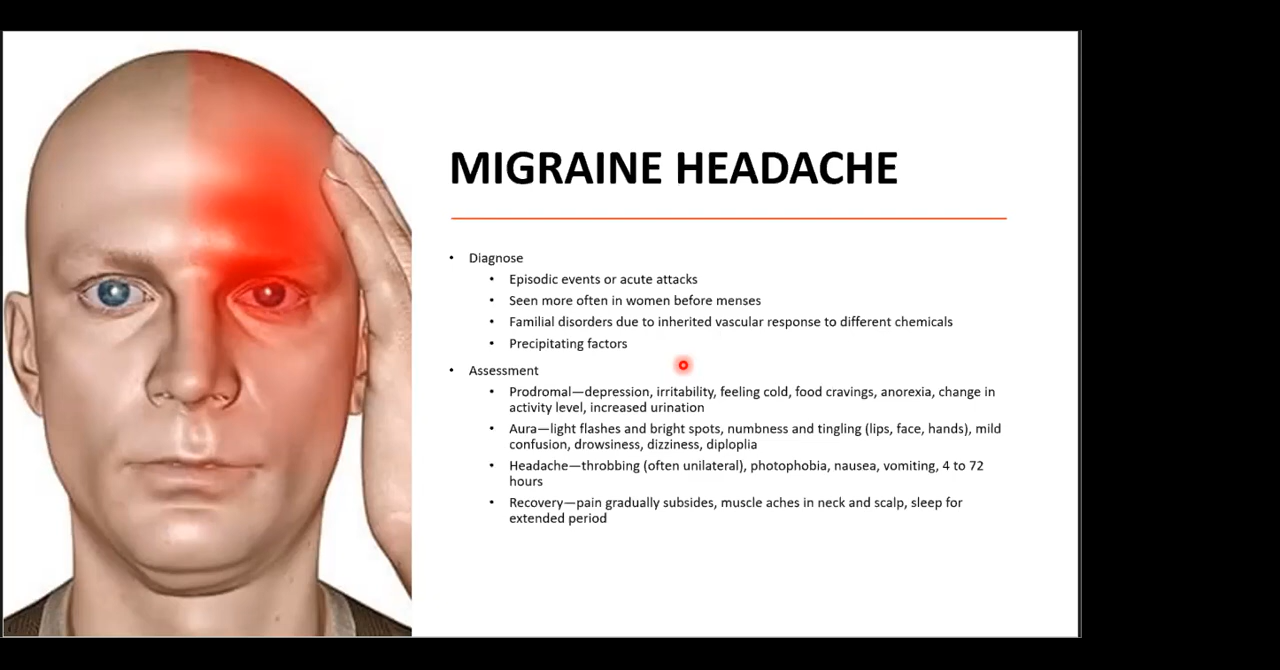 MIGRAINE HEADACHE
• Diagnose
• Episodic events or acute attacks
• Seen more often in women before menses
• Familial disorders due to inherited vascular response to different chemicals
• Precipitating factors
• Assessment
• Prodromal—depression, irritability, feeling cold, food cravings, anorexia, change in
activity level, increased urination
• Aura—light flashes and bright spots, numbness and tingling (lips, face, hands), mild
confusion, drowsiness, dizziness, diploplia
• Headache—throbbing (often unilateral), photophobia, nausea, vomiting, 4 to 72
hours
• Recovery—pain gradually subsides, muscle aches in neck and scalp, sleep for
extended period